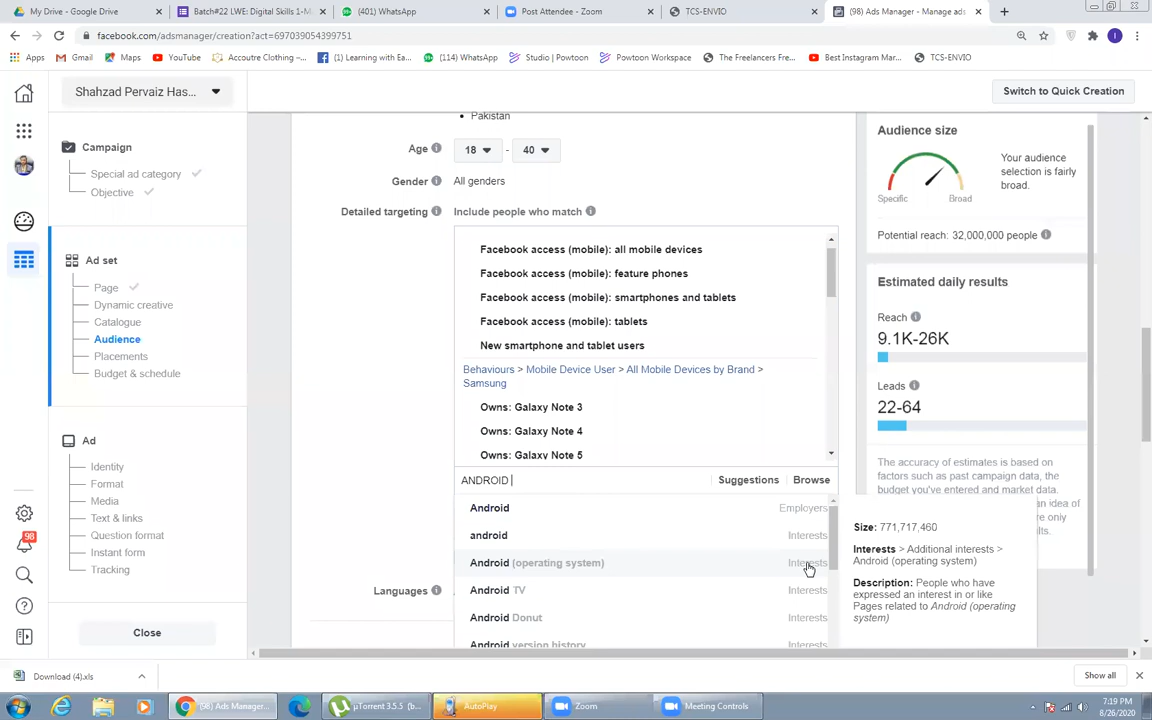 My Drive - Google Drive
Batch#22 LWE: Digital Skills 1-M
(401) WhatsApp
Post Attendee - Zoom
TCS-ENVIO
(98) Ads Manager - Manage ads
facebook.com/adsmanager/creation?act=697039054399751
Apps
Gmail
Maps
YouTube
Accoutre Clothing –...
(1) Learning with Ea...
(114) WhatsApp
Studio | Powtoon
Powtoon Workspace
The Freelancers Fre...
Best Instagram Mar...
TCS-ENVIO
Shahzad Pervaiz Has...
Switch to Quick Creation
Campaign
Special ad category
Objective
Ad set
Page
Dynamic creative
Catalogue
Audience
Placements
Budget & schedule
Ad
Identity
Format
Media
Text & links
Question format
Instant form
Tracking
Close
98
Pakistan
Age
18
-
40
Gender
All genders
Detailed targeting
Include people who match
Facebook access (mobile): all mobile devices
Facebook access (mobile): feature phones
Facebook access (mobile): smartphones and tablets
Facebook access (mobile): tablets
New smartphone and tablet users
Behaviours > Mobile Device User > All Mobile Devices by Brand >
Samsung
Owns: Galaxy Note 3
Owns: Galaxy Note 4
Owns: Galaxy Note 5
ANDROID
Suggestions
Browse
Android Employers
android Interests
Android (operating system) Interests
Android TV Interests
Android Donut Interests
Android version history Interests
Languages
Audience size
Specific
Broad
Your audience
selection is fairly
broad.
Potential reach: 32,000,000 people
Estimated daily results
Reach
9.1K-26K
Leads
22-64
The accuracy of estimates is based on
factors such as past campaign data, the
budget you've entered and market data.
an idea of
re only
Size: 771,717,460
Interests > Additional interests >
Android (operating system)
Description: People who have
expressed an interest in or like
Pages related to Android (operating
system)
Download (4).xls
Show all
(98) Ads Manager...
µTorrent 3.5.5 (b...
AutoPlay
Zoom
Meeting Controls
7:19 PM
8/26/2020